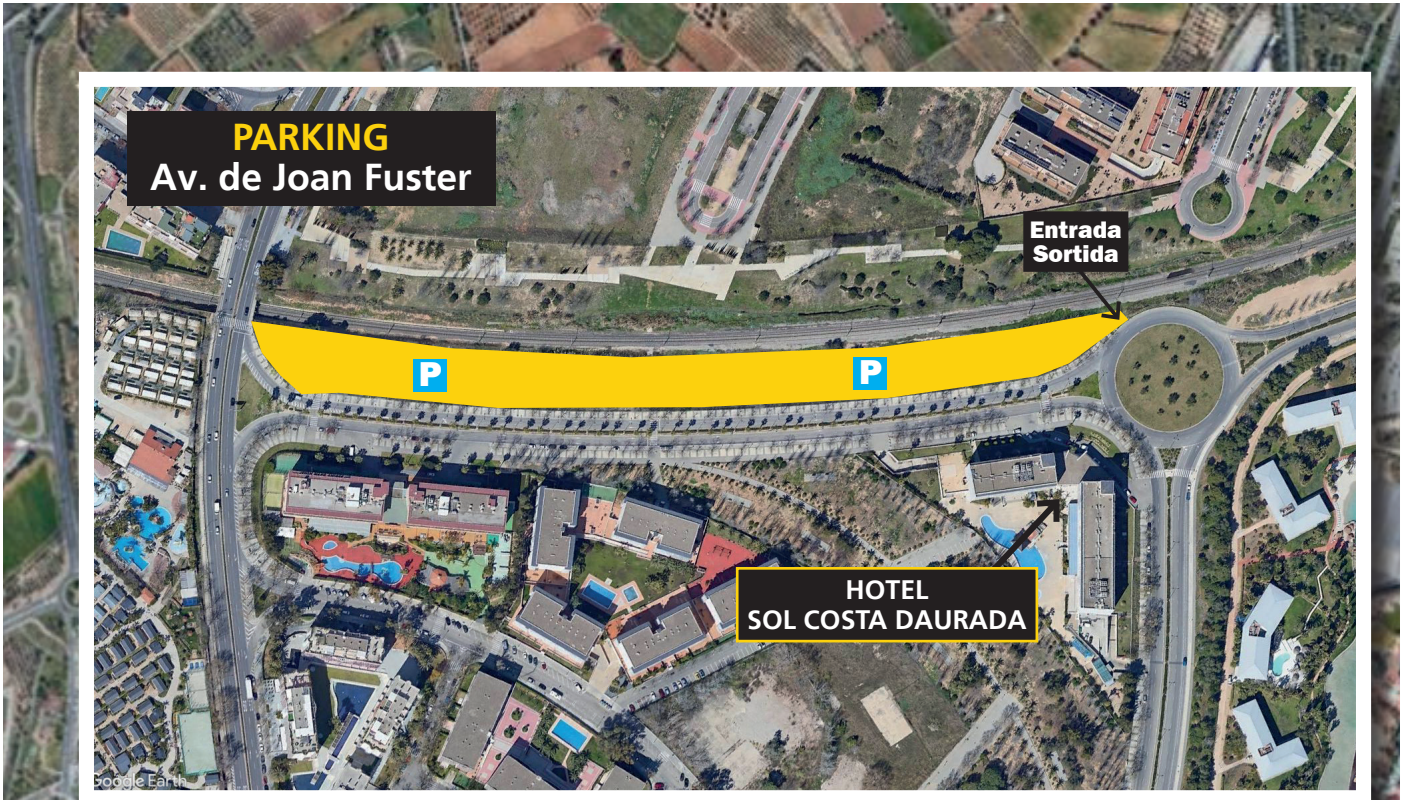 PARKING
Av. de Joan Fuster
Entrada
Sortida
P
P
HOTEL
SOL COSTA DAURADA
Google Earth